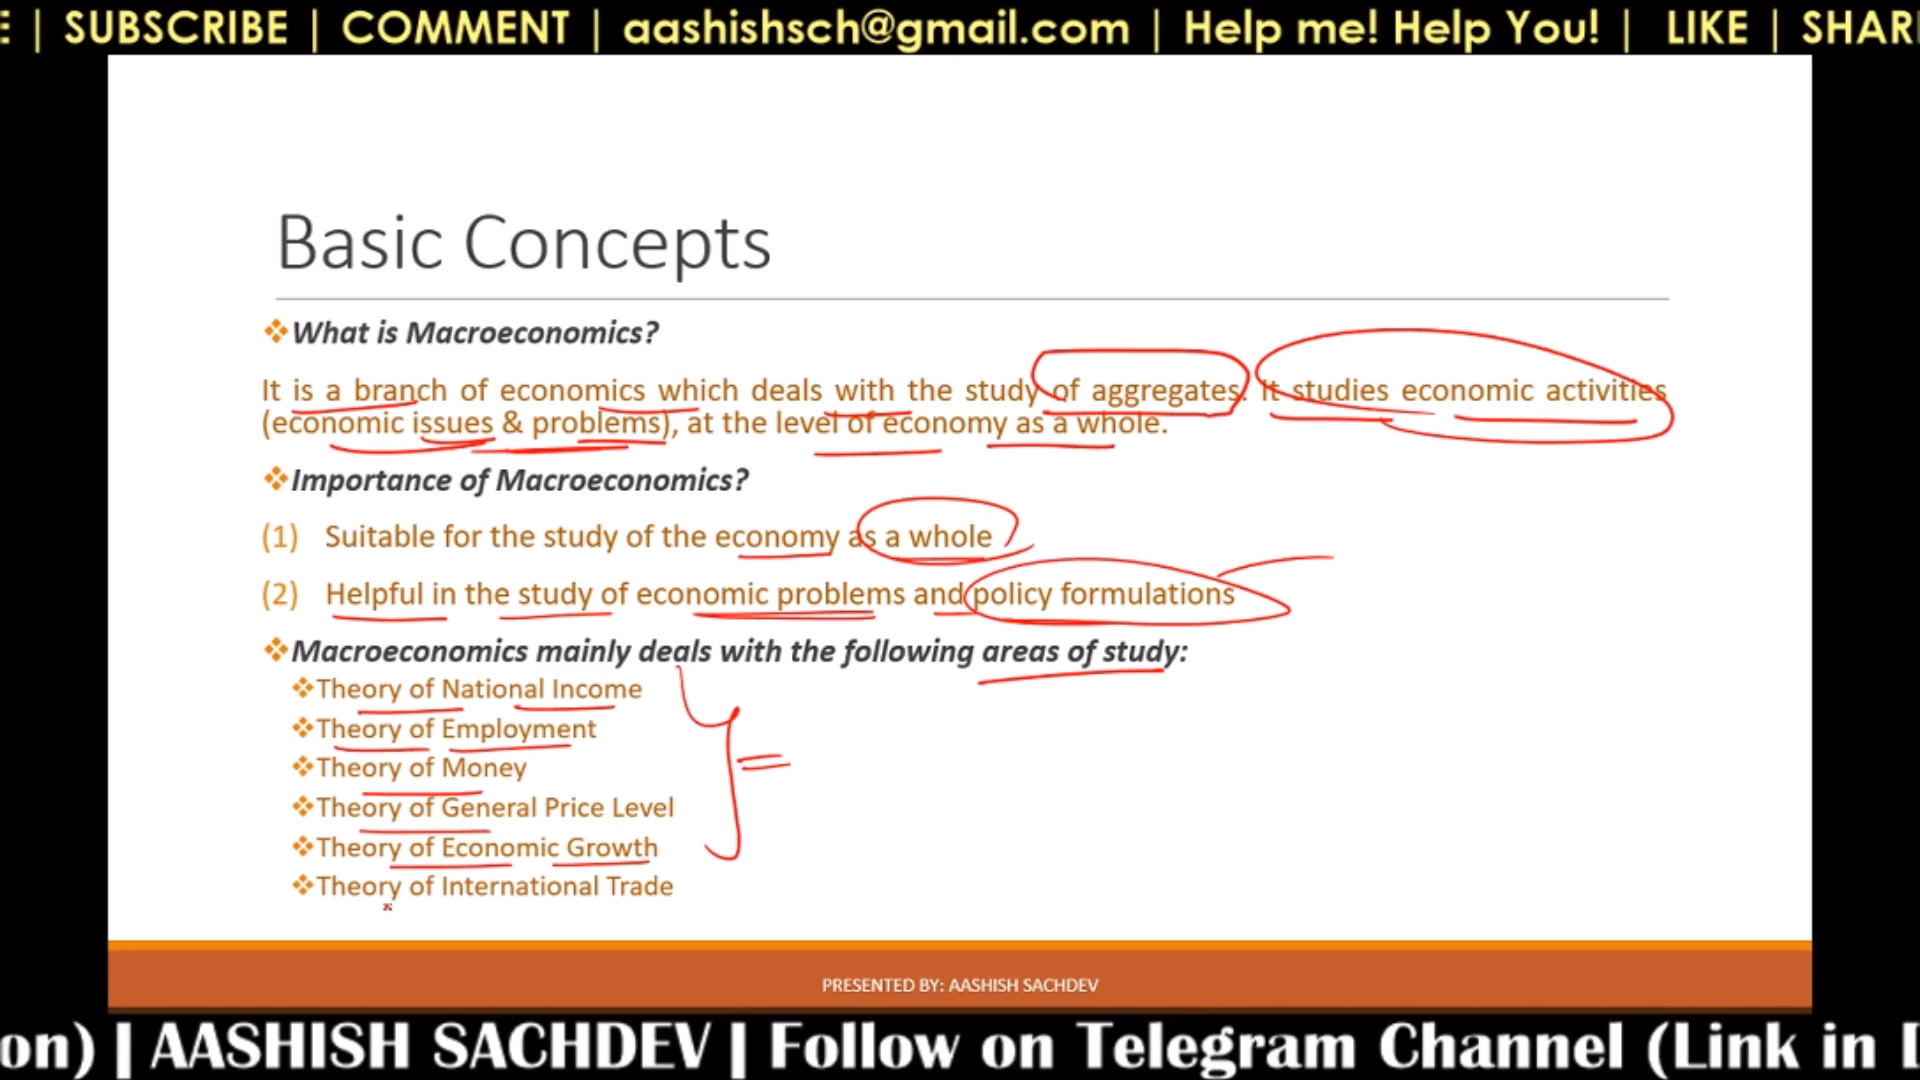 | SUBSCRIBE | COMMENT | aashishsch@gmail.com | Help me! Help You! | LIKE |
Basic Concepts
What is Macroeconomics?
It is a branch of economics which deals with the study of aggregates. It studies economic activities
(economic issues & problems), at the level of economy as a whole.
Importance of Macroeconomics?
(1) Suitable for the study of the economy as a whole
(2) Helpful in the study of economic problems and policy formulations
Macroeconomics mainly deals with the following areas of study:
Theory of National Income
Theory of Employment
Theory of Money
Theory of General Price Level
Theory of Economic Growth
Theory of International Trade
PRESENTED BY: AASHISH SACHDEV
on) | AASHISH SACHDEV | Follow on Telegram Channel (Link in